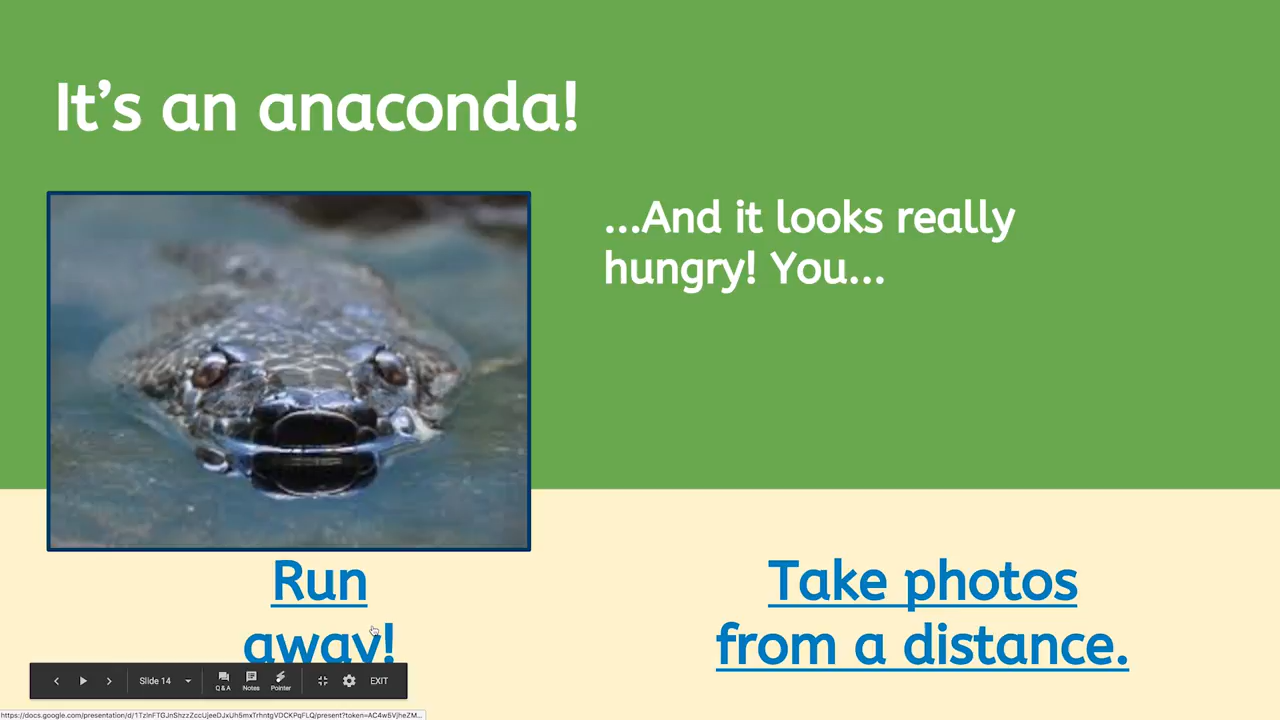 It’s an anaconda!
...And it looks really
hungry! You...
Run
away!
Take photos
from a distance.
Slide 14
Q & A
Notes
Pointer
EXIT